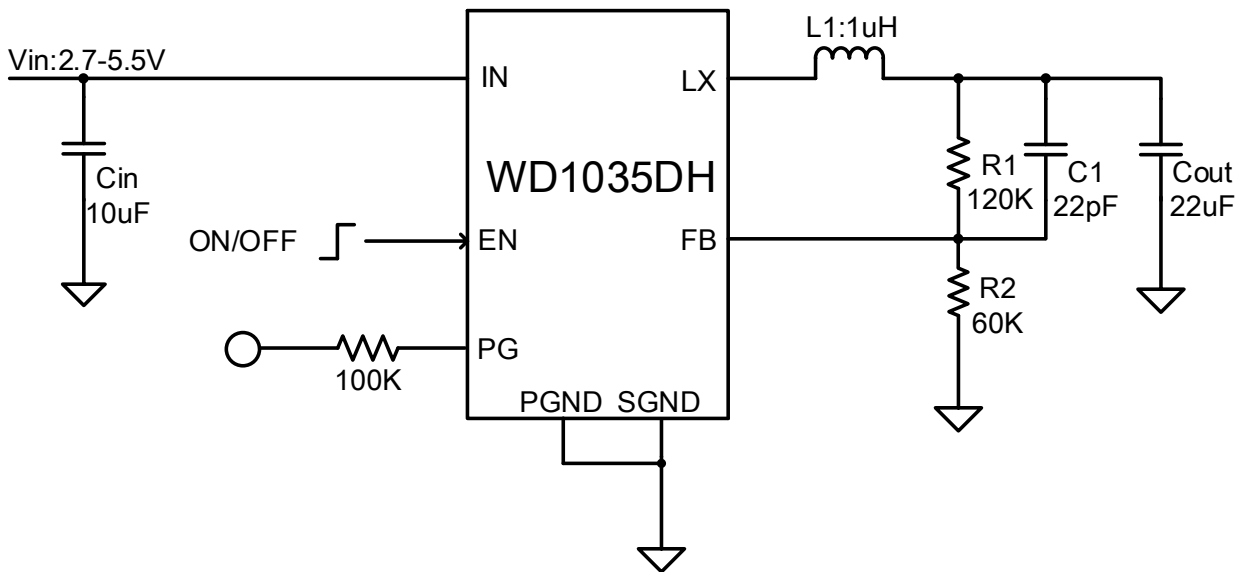 L1:1uH
Vin:2.7-5.5V
IN
LX
WD1035DH
Cin
10uF
R1
120K
C1
22pF
Cout
22uF
ON/OFF
EN
FB
R2
60K
PG
100K
PGND SGND